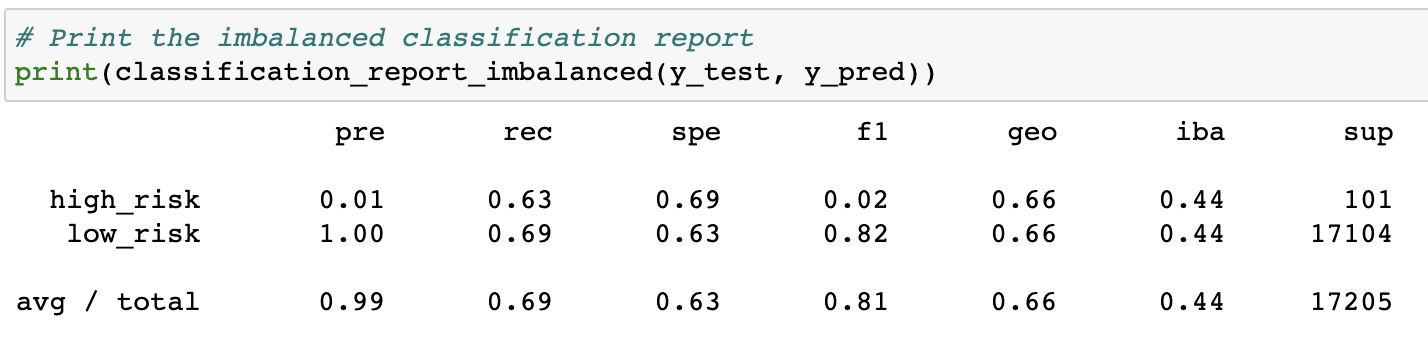 # Print the imbalanced classification report
print(classification_report_imbalanced(y_test, y_pred))
pre rec spe f1 geo iba sup
high_risk 0.01 0.63 0.69 0.02 0.66 0.44 101
low_risk 1.00 0.69 0.63 0.82 0.66 0.44 17104
avg / total 0.99 0.69 0.63 0.81 0.66 0.44 17205